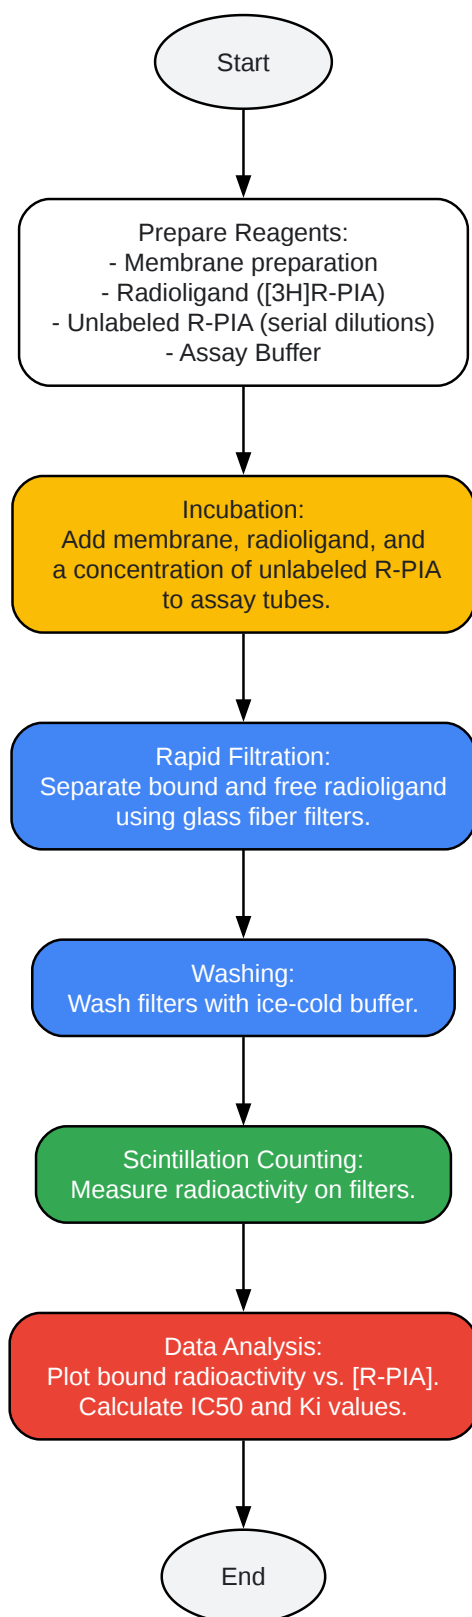 Start
Prepare Reagents:
- Membrane preparation
- Radioligand ([3H]R-PIA)
- Unlabeled R-PIA (serial dilutions)
- Assay Buffer
Incubation:
Add membrane, radioligand, and
a concentration of unlabeled R-PIA
to assay tubes.
Rapid Filtration:
Separate bound and free radioligand
using glass fiber filters.
Washing:
Wash filters with ice-cold buffer.
Scintillation Counting:
Measure radioactivity on filters.
Data Analysis:
Plot bound radioactivity vs. [R-PIA].
Calculate IC50 and Ki values.
End